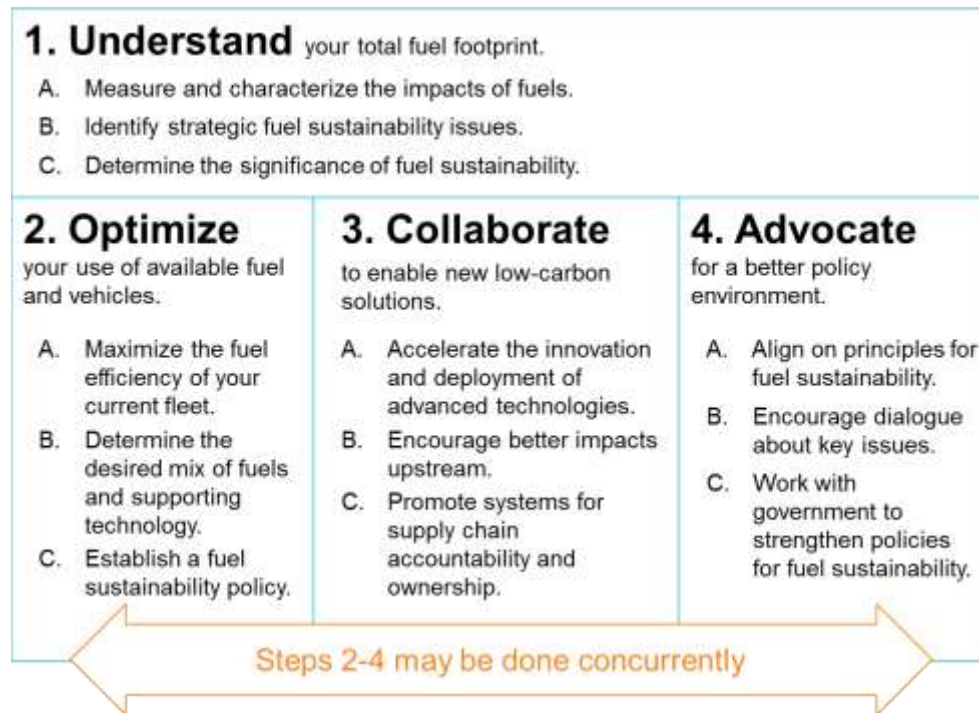 1. Understand your total fuel footprint.
A. Measure and characterize the impacts of fuels.
B. Identify strategic fuel sustainability issues.
C. Determine the significance of fuel sustainability.
2. Optimize
your use of available fuel
and vehicles.
A. Maximize the fuel
efficiency of your
current fleet.
B. Determine the
desired mix of fuels
and supporting
technology.
C. Establish a fuel
sustainability policy.
3. Collaborate
to enable new low-carbon
solutions.
A. Accelerate the innovation
and deployment of
advanced technologies.
B. Encourage better impacts
upstream.
C. Promote systems for
supply chain
accountability and
ownership.
4. Advocate
for a better policy
environment.
A. Align on principles for
fuel sustainability.
B. Encourage dialogue
about key issues.
C. Work with
government to
strengthen policies
for fuel sustainability.
Steps 2-4 may be done concurrently